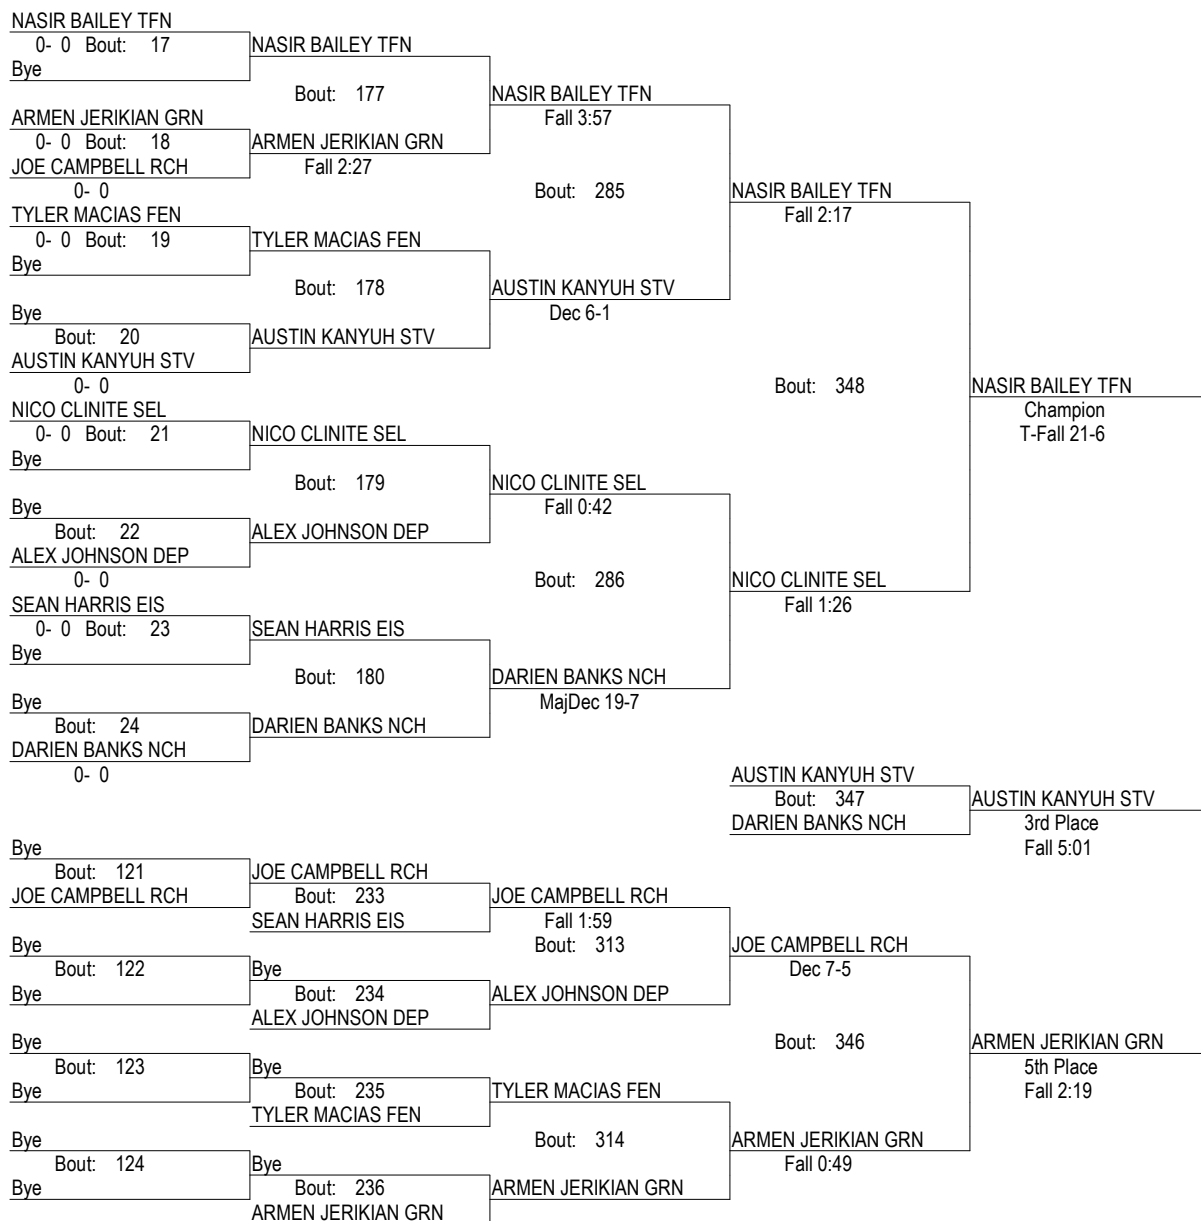 NASIR BAILEY TFN
0- 0 Bout: 17 NASIR BAILEY TFN
Bye
Bout: 177 NASIR BAILEY TFN
ARMEN JERIKIAN GRN Fall 3:57
0- 0 Bout: 18 ARMEN JERIKIAN GRN
JOE CAMPBELL RCH Fall 2:27
0- 0 Bout: 285 NASIR BAILEY TFN
TYLER MACIAS FEN Fall 2:17
0- 0 Bout: 19 TYLER MACIAS FEN
Bye
Bout: 178 AUSTIN KANYUH STV
Bye Dec 6-1
Bout: 20 AUSTIN KANYUH STV
AUSTIN KANYUH STV
0- 0 Bout: 348 NASIR BAILEY TFN
NICO CLINITE SEL Champion
0- 0 Bout: 21 NICO CLINITE SEL T-Fall 21-6
Bye
Bout: 179 NICO CLINITE SEL
Bye Fall 0:42
Bout: 22 ALEX JOHNSON DEP
ALEX JOHNSON DEP
0- 0 Bout: 286 NICO CLINITE SEL
SEAN HARRIS EIS Fall 1:26
0- 0 Bout: 23 SEAN HARRIS EIS
Bye
Bout: 180 DARIEN BANKS NCH
Bye MajDec 19-7
Bout: 24 DARIEN BANKS NCH
DARIEN BANKS NCH
0- 0 AUSTIN KANYUH STV
Bout: 347 AUSTIN KANYUH STV
DARIEN BANKS NCH 3rd Place
Bye Fall 5:01
Bout: 121 JOE CAMPBELL RCH
JOE CAMPBELL RCH Bout: 233 JOE CAMPBELL RCH
SEAN HARRIS EIS Fall 1:59
Bye Bout: 313 JOE CAMPBELL RCH
Bout: 122 Bye Dec 7-5
Bye Bout: 234 ALEX JOHNSON DEP
ALEX JOHNSON DEP
Bye Bout: 346 ARMEN JERIKIAN GRN
Bout: 123 Bye 5th Place
Bye Bout: 235 TYLER MACIAS FEN Fall 2:19
TYLER MACIAS FEN
Bye Bout: 314 ARMEN JERIKIAN GRN
Bout: 124 Bye Fall 0:49
Bye Bout: 236 ARMEN JERIKIAN GRN
ARMEN JERIKIAN GRN